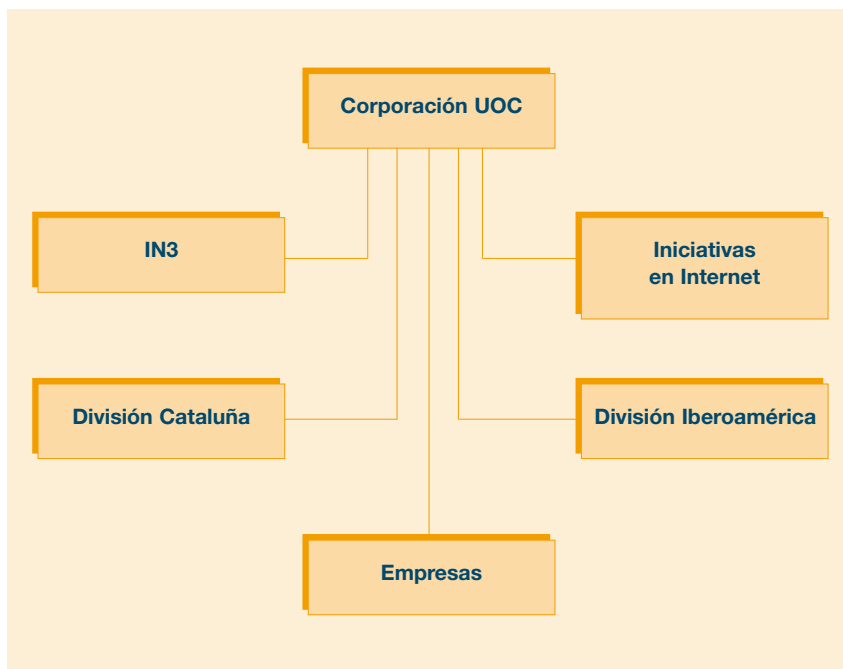 Corporación UOC
IN3
Iniciativas
en Internet
División Cataluña
División Iberoamérica
Empresas